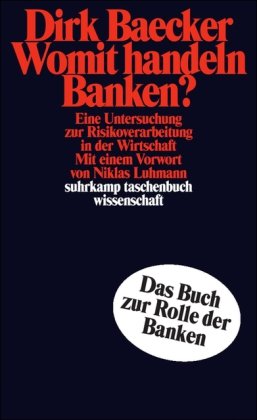 Dirk Baecker
Womit handeln
Banken?
Eine Untersuchung
zur Risikoverarbeitung
in der Wirtschaft
Mit einem Vorwort
von Niklas Luhmann
suhrkamp taschenbuch
wissenschaft
Das Buch
zur Rolle der
Banken